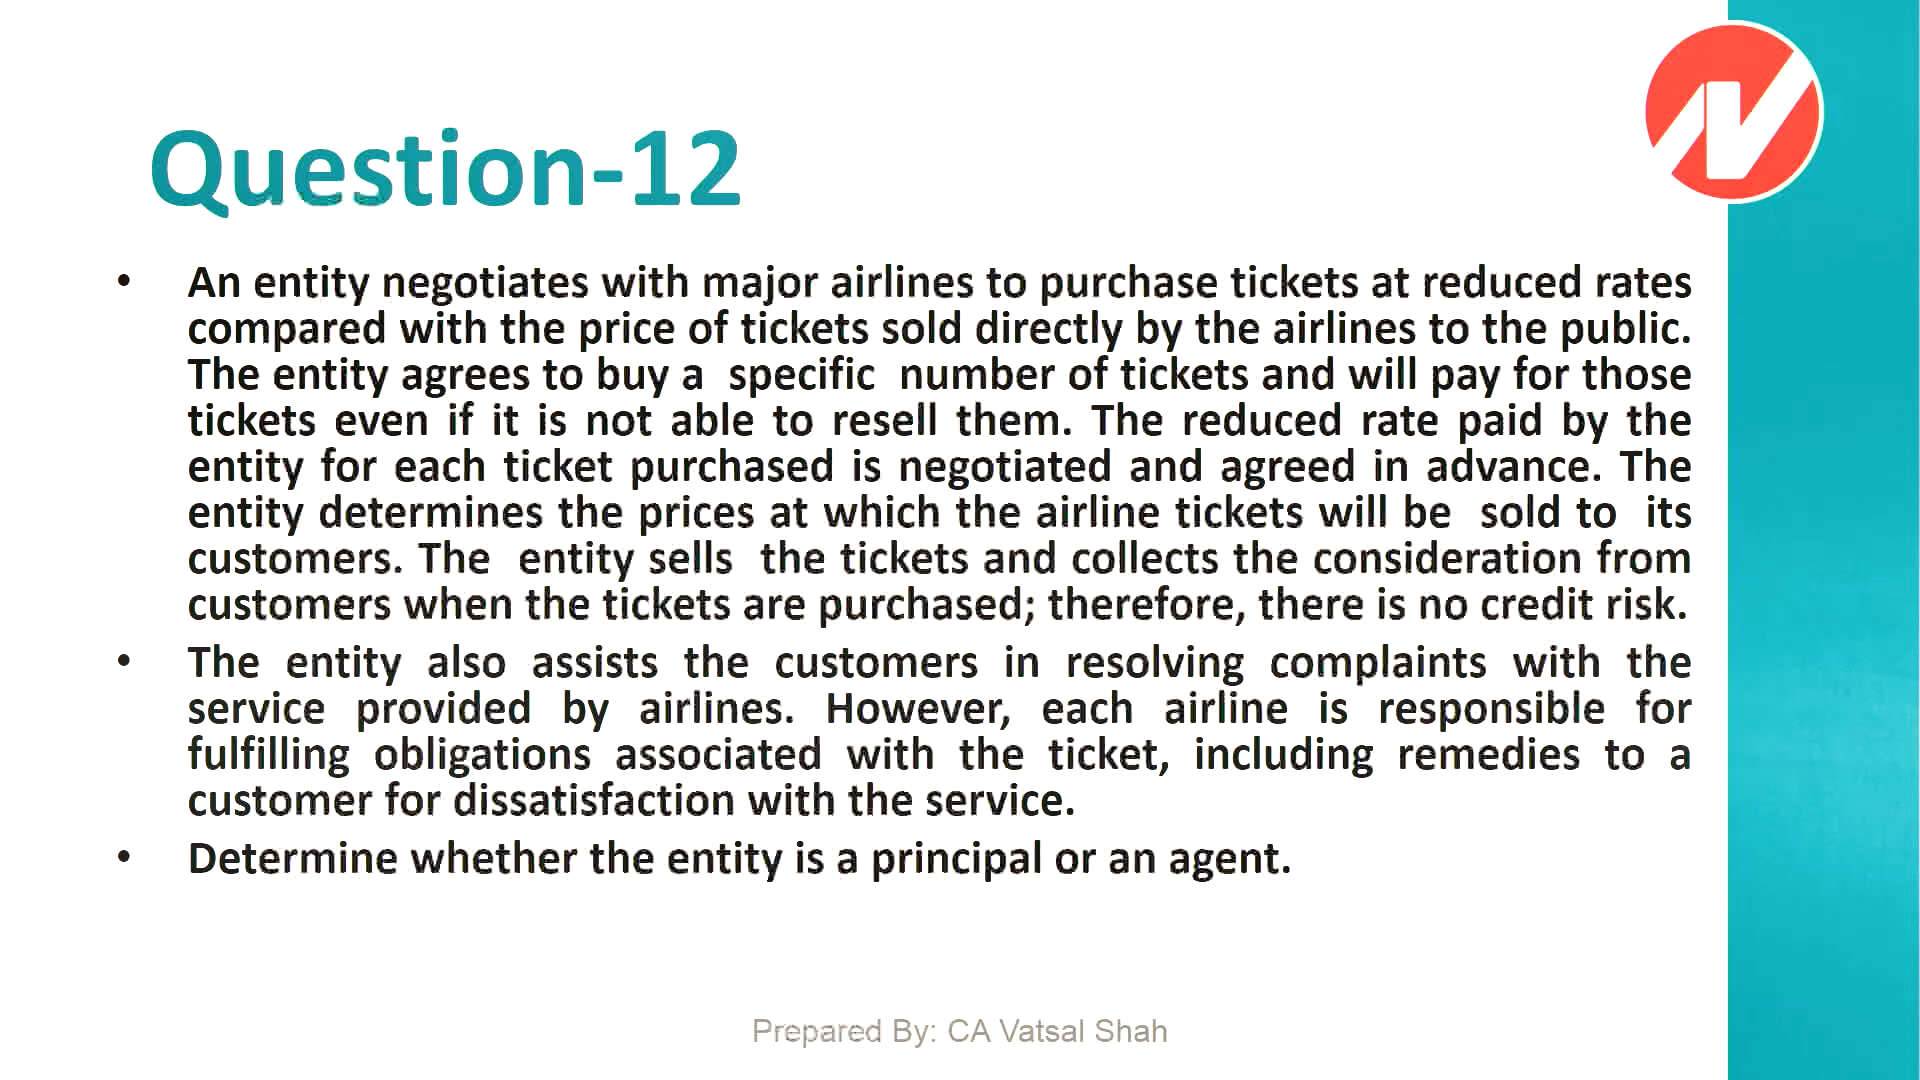 Question-12
• An entity negotiates with major airlines to purchase tickets at reduced rates
compared with the price of tickets sold directly by the airlines to the public.
The entity agrees to buy a specific number of tickets and will pay for those
tickets even if it is not able to resell them. The reduced rate paid by the
entity for each ticket purchased is negotiated and agreed in advance. The
entity determines the prices at which the airline tickets will be sold to its
customers. The entity sells the tickets and collects the consideration from
customers when the tickets are purchased; therefore, there is no credit risk.
• The entity also assists the customers in resolving complaints with the
service provided by airlines. However, each airline is responsible for
fulfilling obligations associated with the ticket, including remedies to a
customer for dissatisfaction with the service.
• Determine whether the entity is a principal or an agent.
Prepared By: CA Vatsal Shah